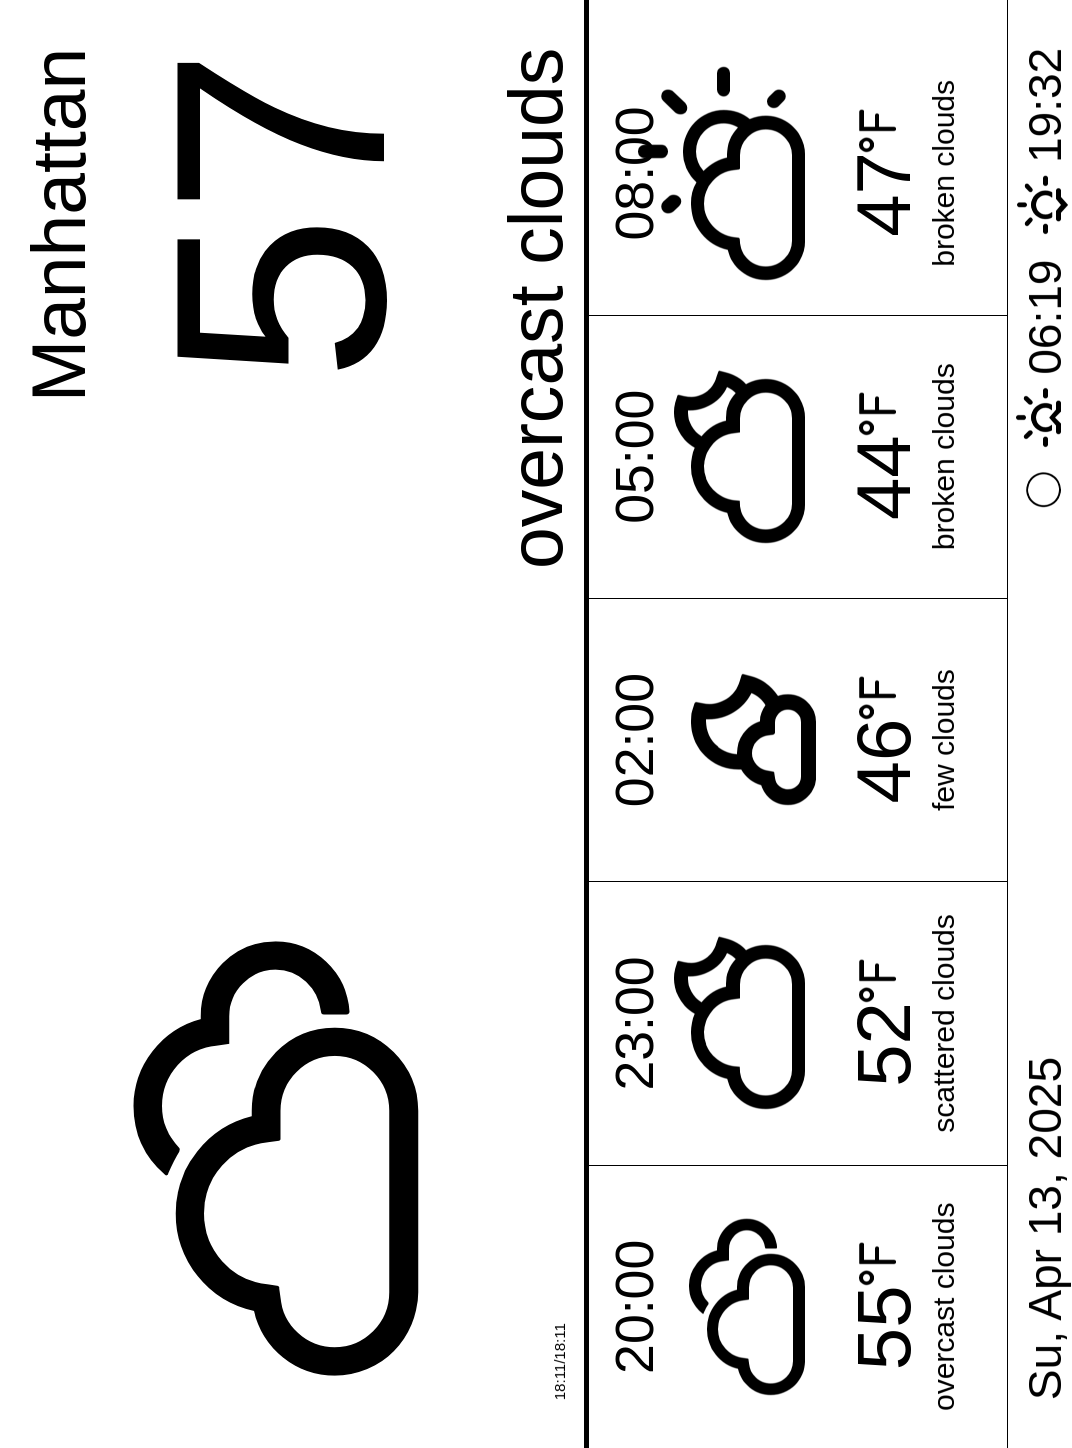 Manhattan
57
overcast clouds
18:11/18:11
20:00 23:00 02:00 05:00 08:00
55°F 52°F 46°F 44°F 47°F
overcast clouds scattered clouds few clouds broken clouds broken clouds
Su, Apr 13, 2025 06:19 19:32